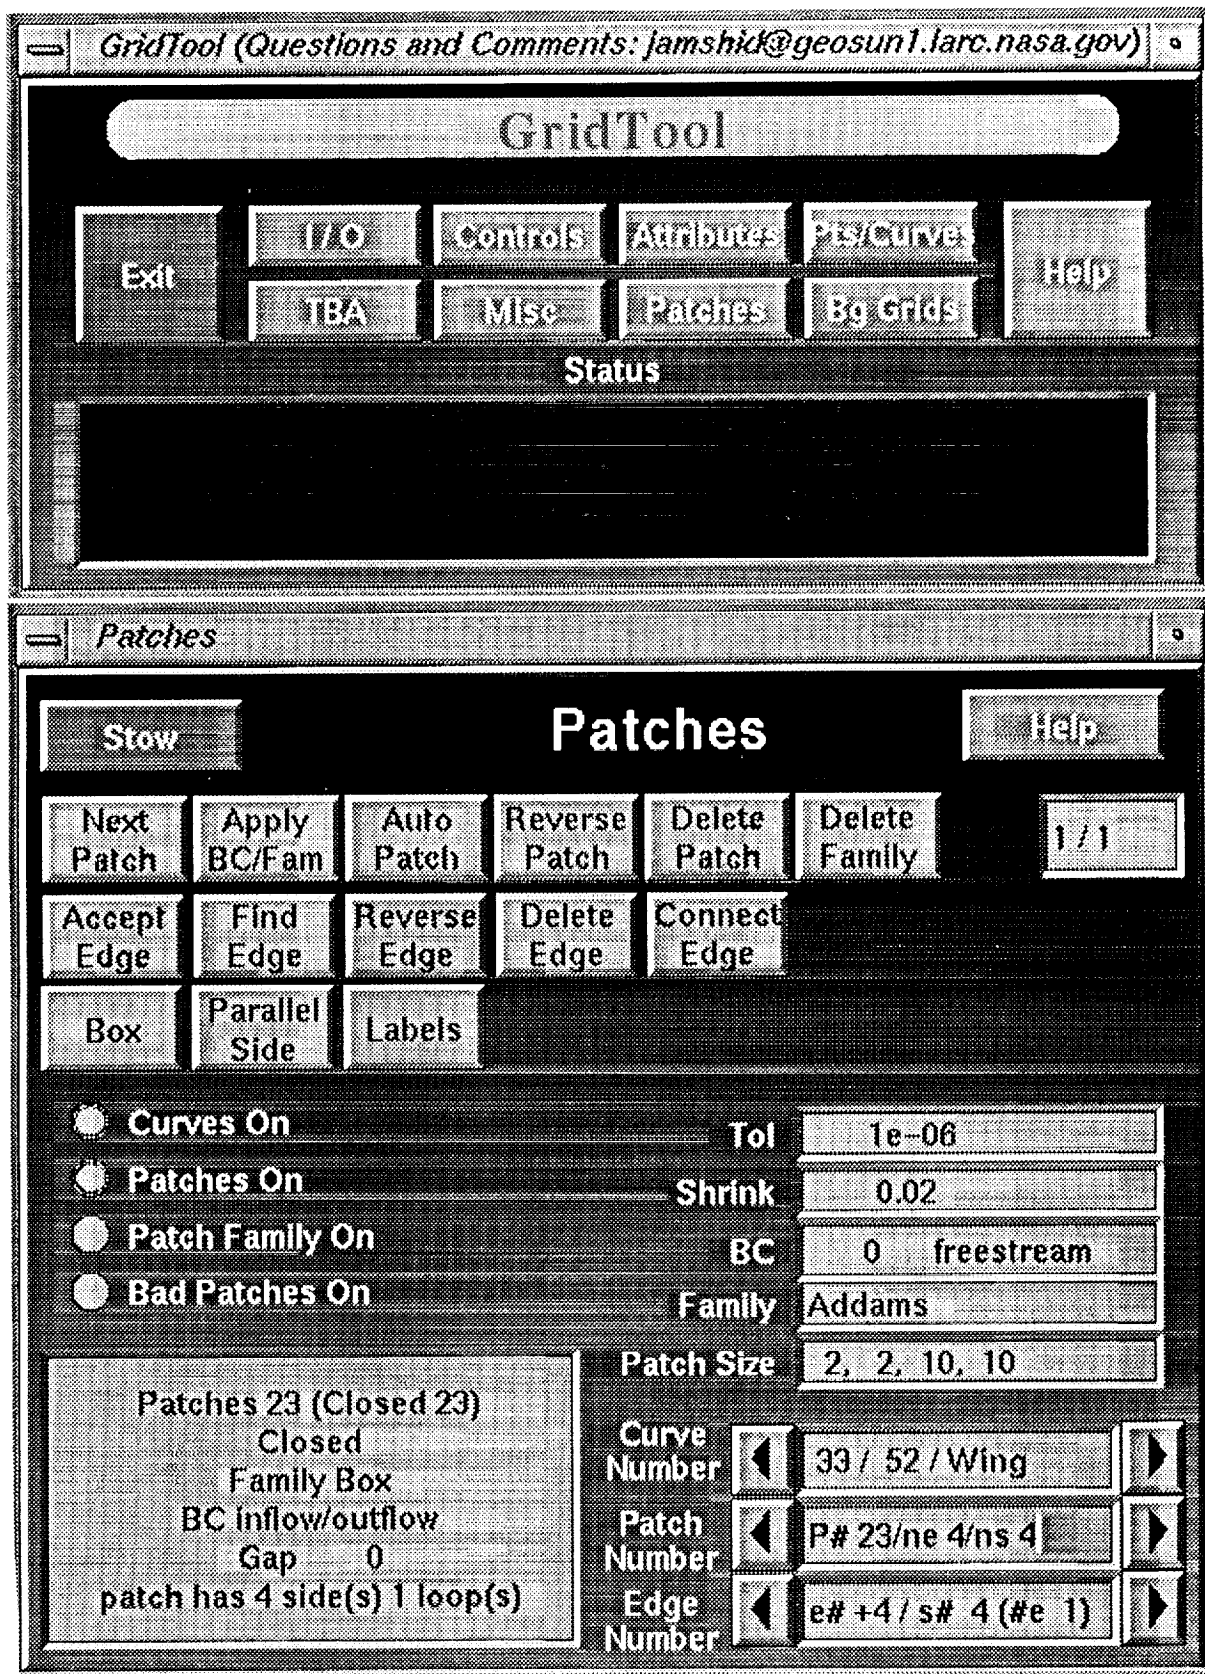 GridTool (Questions and Comments: jamshid@geosun1.larc.nasa.gov)
GridTool
Exit
I / O
Controls
Attributes
Pts/Curves
Help
TBA
Misc
Patches
Bg Grids
Status
Patches
Stow
Patches
Help
Next
Patch
Apply
BC/Fam
Auto
Patch
Reverse
Patch
Delete
Patch
Delete
Family
1 / 1
Accept
Edge
Find
Edge
Reverse
Edge
Delete
Edge
Connect
Edge
Box
Parallel
Side
Labels
Curves On
Patches On
Patch Family On
Bad Patches On
Tol 1e-06
Shrink 0.02
BC 0 freestream
Family Addams
Patch Size 2, 2, 10, 10
Patches 23 (Closed 23)
Closed
Family Box
BC inflow/outflow
Gap 0
patch has 4 side(s) 1 loop(s)
Curve
Number
33 / 52 / Wing
Patch
Number
P# 23/ne 4/ns 4
Edge
Number
e# +4 / s# 4 (#e 1)